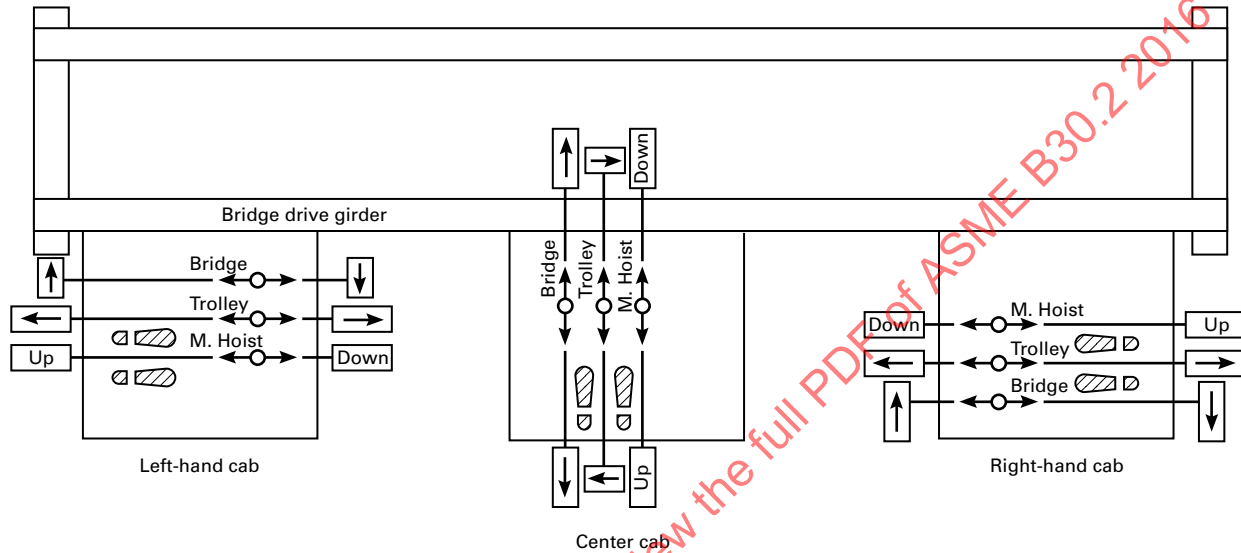 Bridge drive girder
Bridge
Trolley
M. Hoist
Up
Down
Left-hand cab
Down
Bridge
Trolley
M. Hoist
Up
Center cab
M. Hoist
Down
Up
Trolley
Bridge
Right-hand cab
iew the full PDF of ASME B30.2 2016